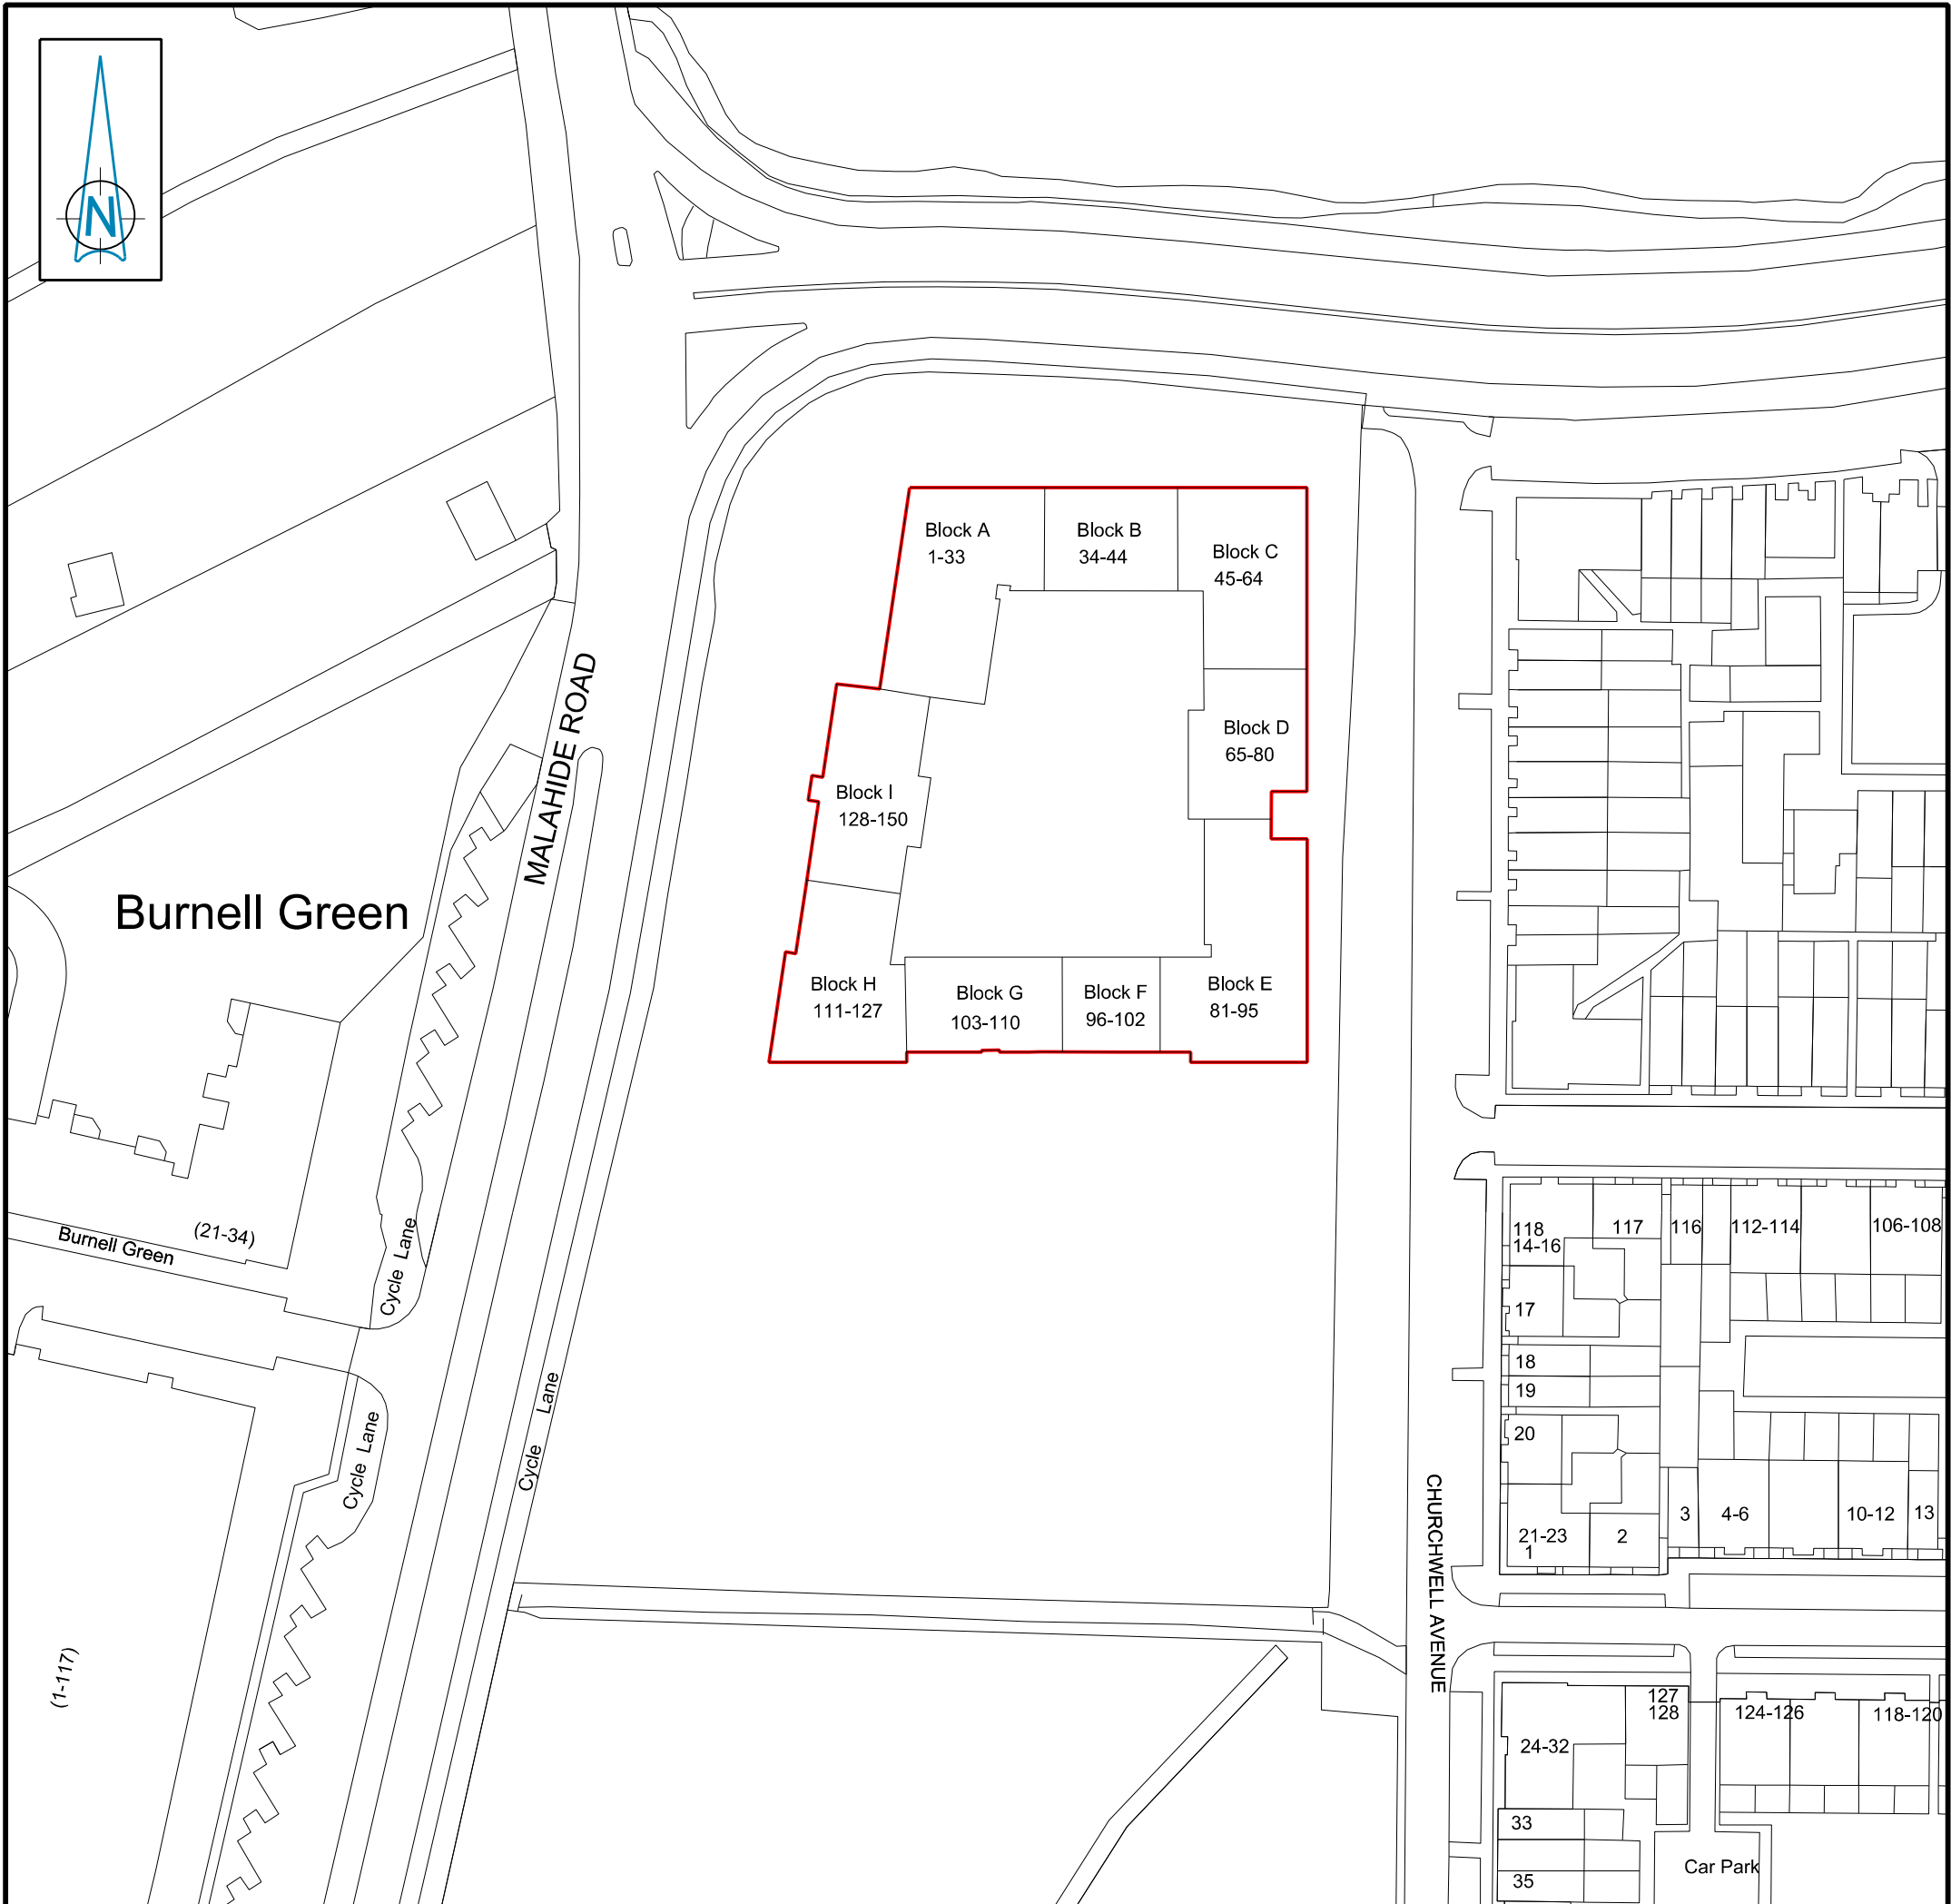 N
Block A
1-33
Block B
34-44
Block C
45-64
Block D
65-80
Block I
128-150
Block H
111-127
Block G
103-110
Block F
96-102
Block E
81-95
MALAHIDE ROAD
Burnell Green
(21-34)
Burnell Green
Cycle Lane
Cycle Lane
Cycle Lane
(1-117)
CHURCHWELL AVENUE
118
14-16
117
116
112-114
106-108
17
18
19
20
21-23
1
2
3
4-6
10-12
13
127
128
124-126
118-120
24-32
33
35
Car Park